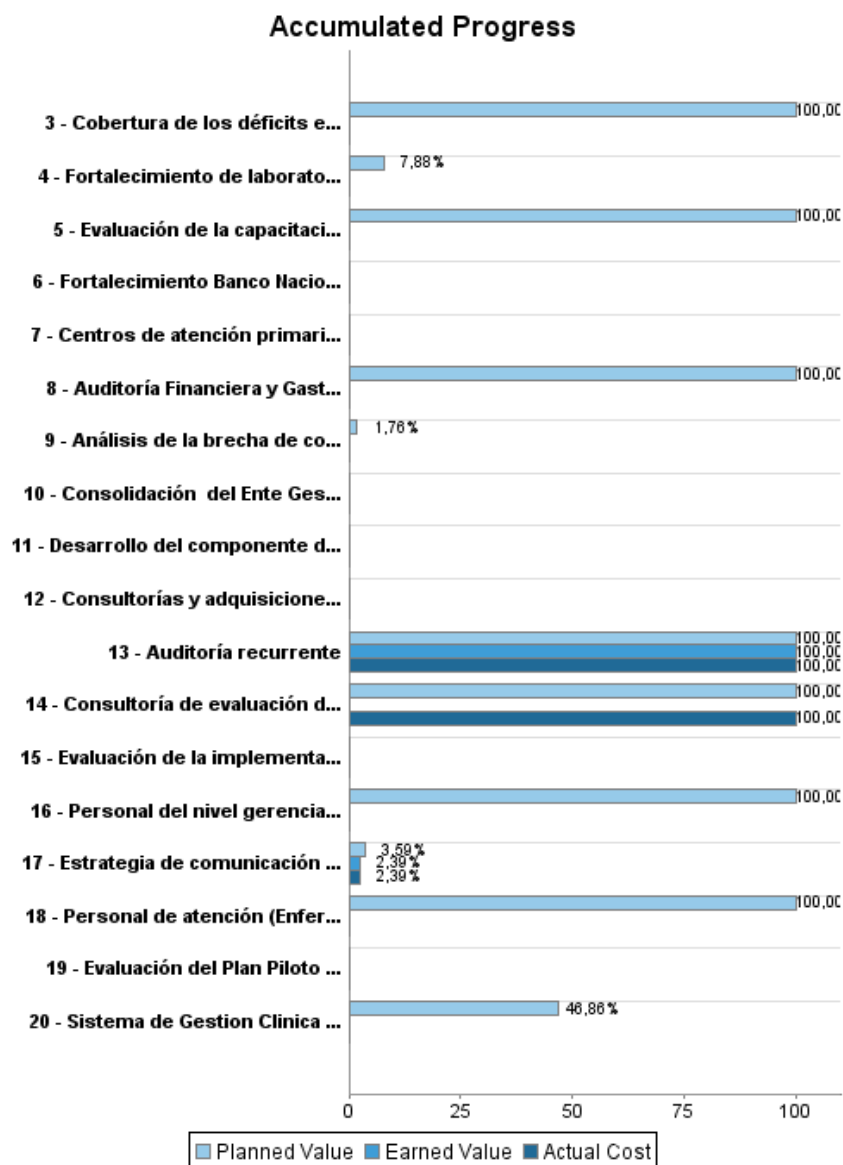 Accumulated Progress
3 - Cobertura de los déficits e...
100,00
4 - Fortalecimiento de laborato...
7,88%
5 - Evaluación de la capacitaci...
100,00
6 - Fortalecimiento Banco Nacio...
7 - Centros de atención primari...
8 - Auditoría Financiera y Gast...
100,00
9 - Análisis de la brecha de co...
1,76%
10 - Consolidación  del Ente Ges...
11 - Desarrollo del componente d...
12 - Consultorías y adquisicione...
13 - Auditoría recurrente
100,00
100,00
100,00
14 - Consultoría de evaluación d...
100,00
100,00
15 - Evaluación de la implementa...
16 - Personal del nivel gerencia...
100,00
17 - Estrategia de comunicación ...
3,59%
2,39%
2,39%
18 - Personal de atención (Enfer...
100,00
19 - Evaluación del Plan Piloto ...
20 - Sistema de Gestion Clinica ...
46,86%
0 25 50 75 100
Planned Value Earned Value Actual Cost